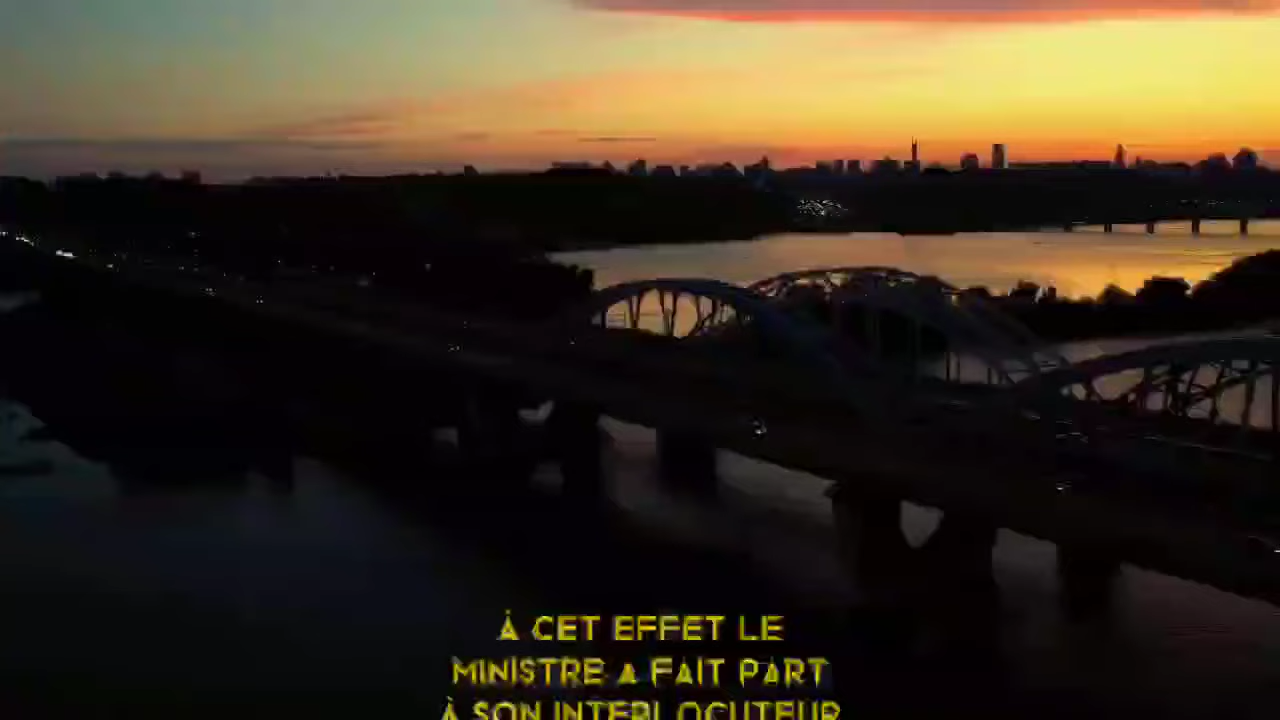 À CET EFFET LE
MINISTRE A FAIT PART
À SON INTERLOCUTEUR